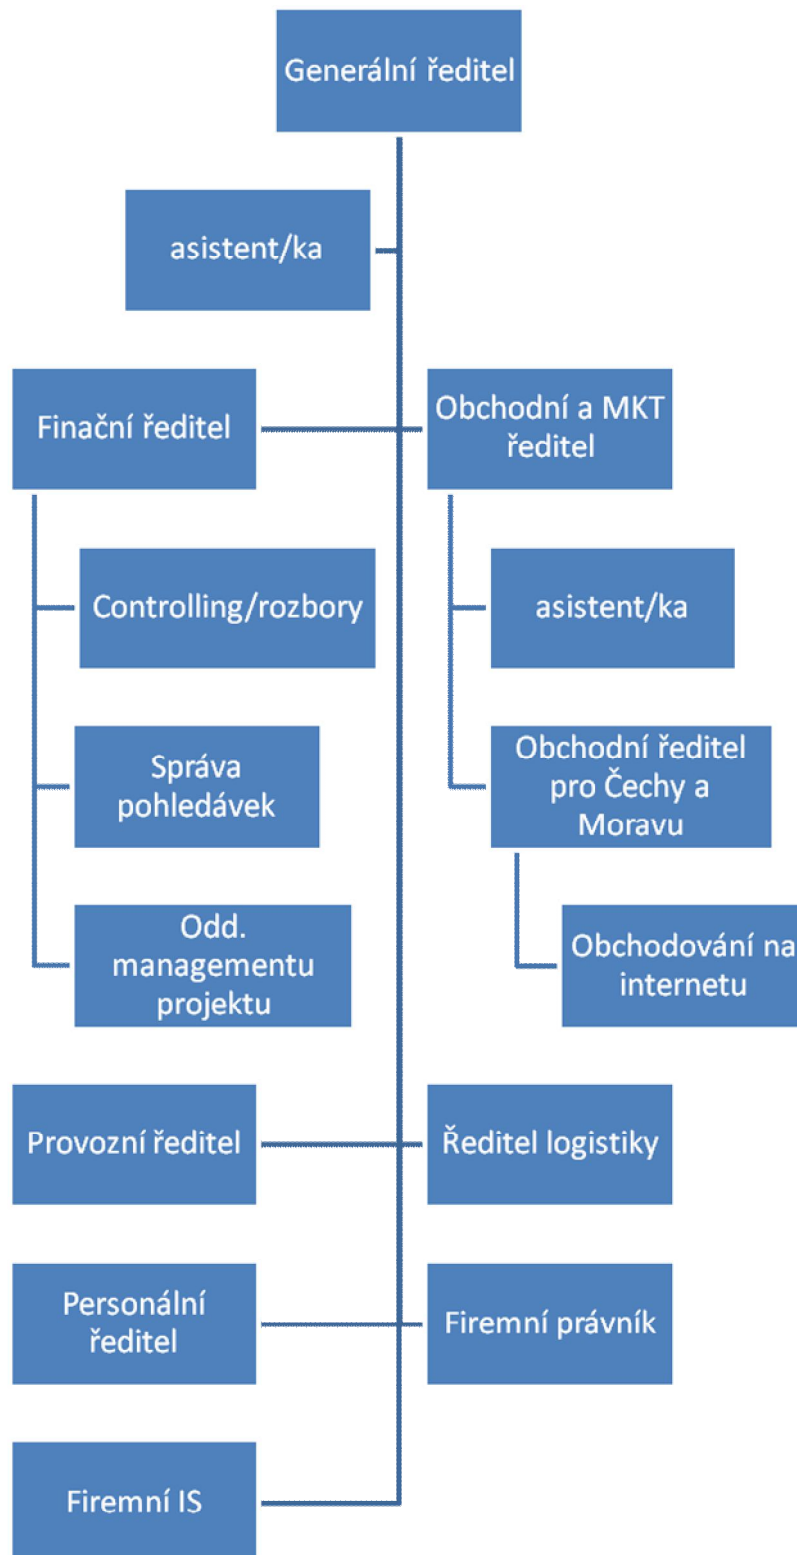 Generální ředitel
asistent/ka
Finační ředitel
Obchodní a MKT
ředitel
Controlling/rozbory
asistent/ka
Správa
pohledávek
Obchodní ředitel
pro Čechy a
Moravu
Odd.
managementu
projektu
Obchodování na
internetu
Provozní ředitel
Ředitel logistiky
Personální
ředitel
Firemní právník
Firemní IS